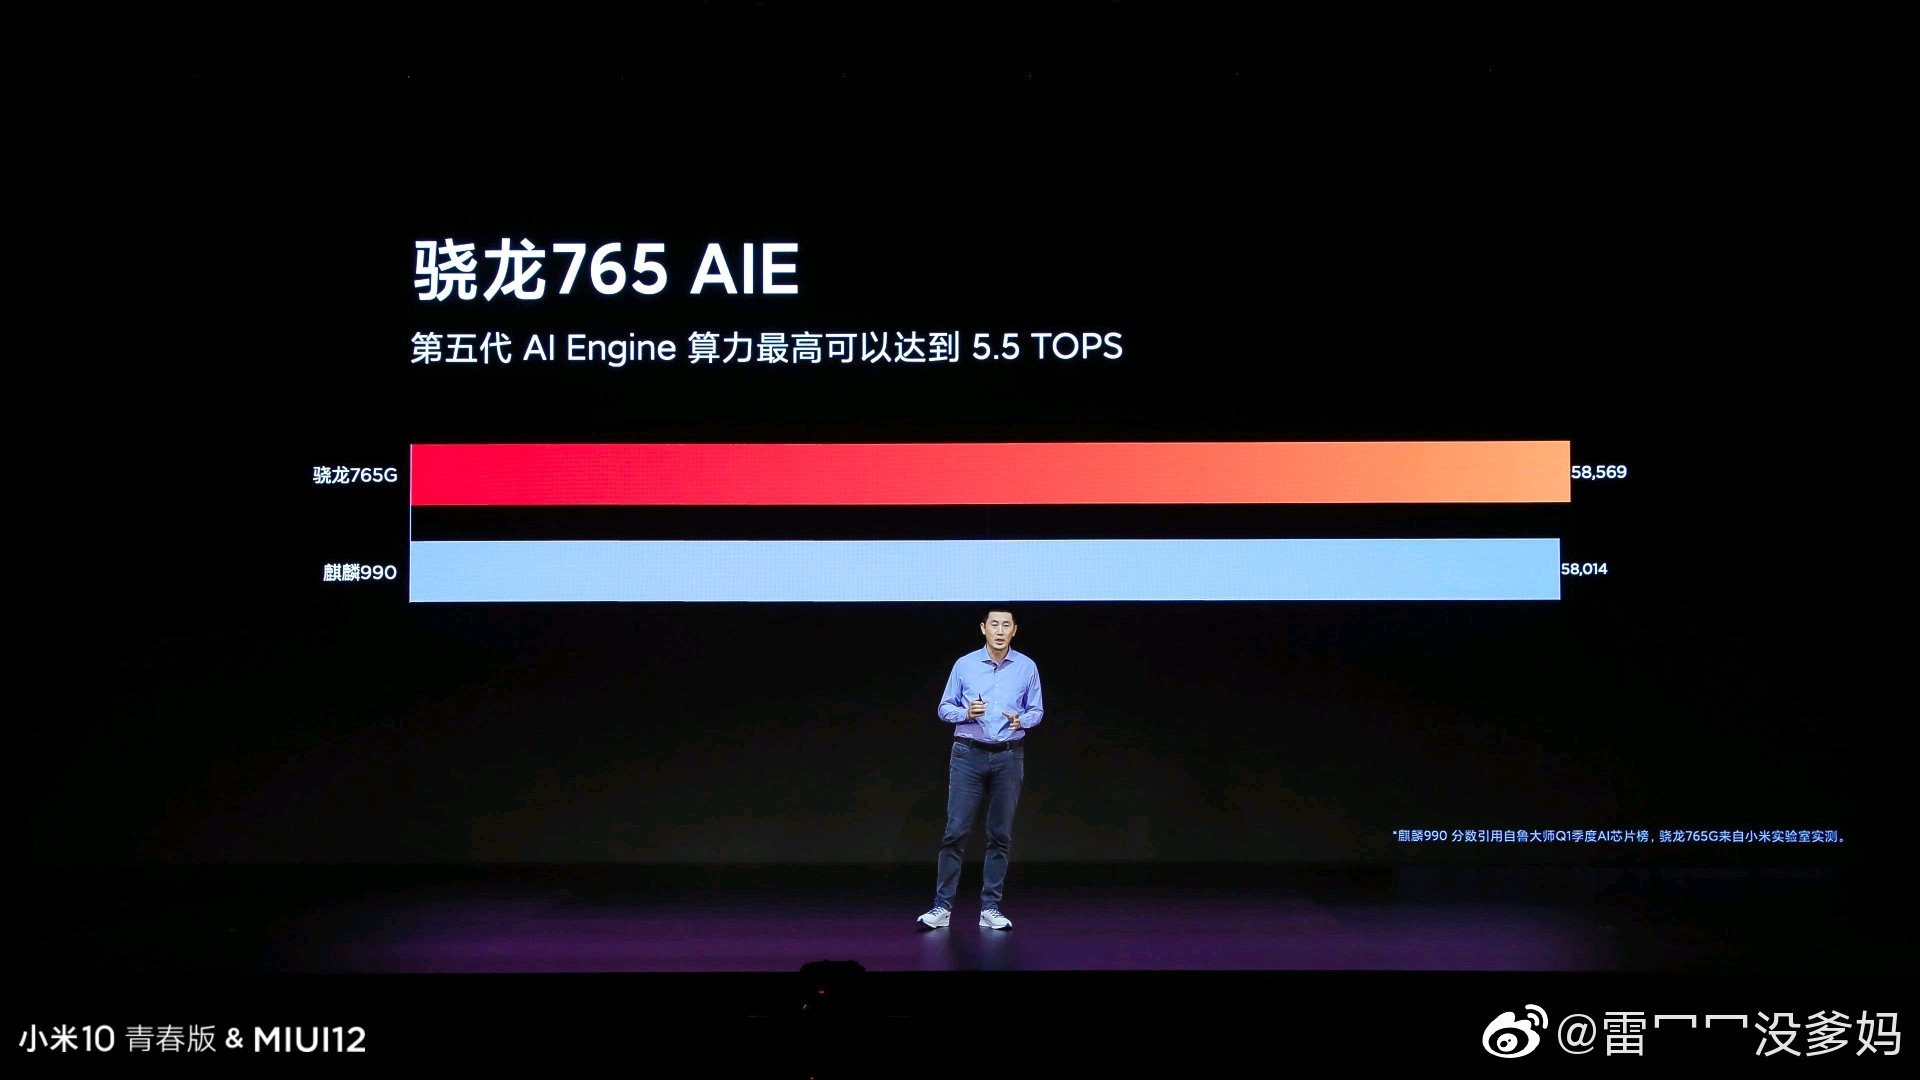 骁龙765 AIE
第五代 AI Engine 算力最高可以达到 5.5 TOPS
骁龙765G 58,569
麒麟990 58,014
*麒麟990 分数引用自鲁大师Q1季度AI芯片榜，骁龙765G来自小米实验室实测。
小米10 青春版 & MIUI12
@雷冖冖没爹妈